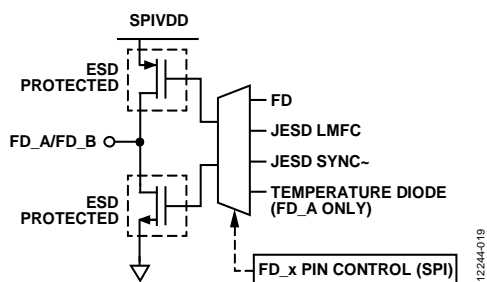 SPIVDD
ESD
PROTECTED
FD
JESD LMFC
FD_A/FD_B
JESD SYNC~
TEMPERATURE DIODE
(FD_A ONLY)
ESD
PROTECTED
FD_x PIN CONTROL (SPI)
12244-019